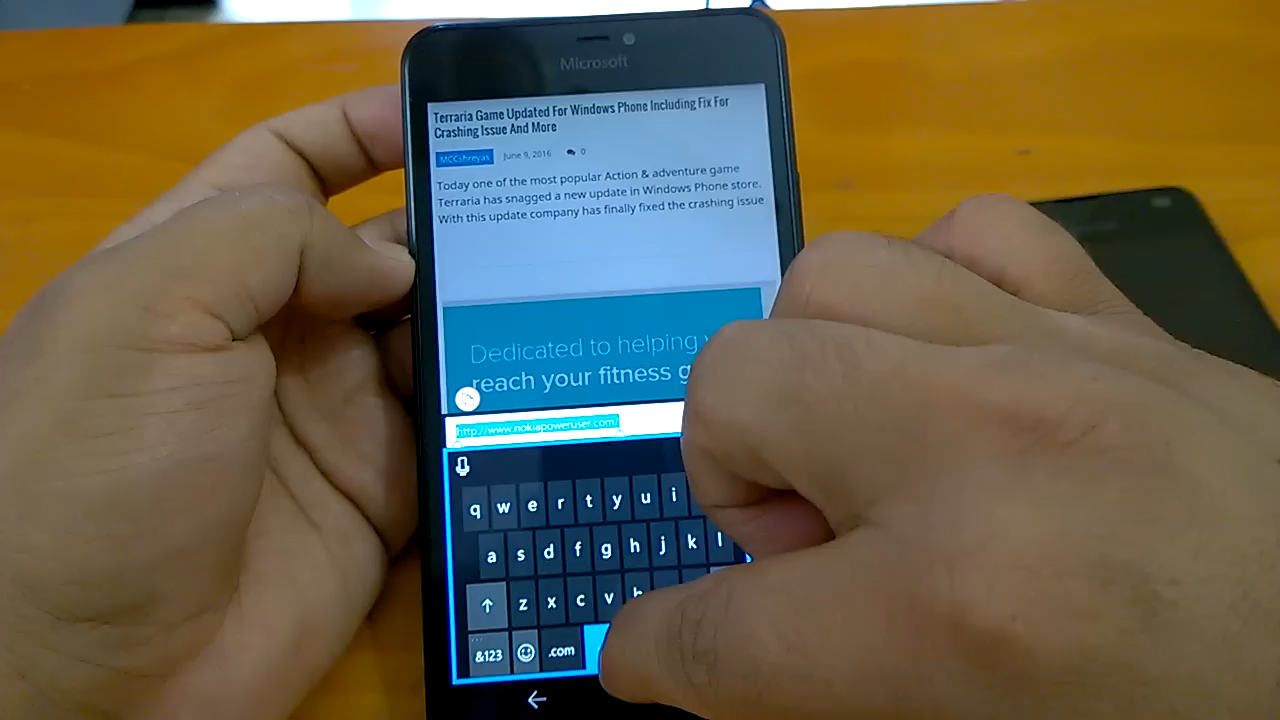 Microsoft
Terraria Game Updated For Windows Phone Including Fix For
Crashing Issue And More
MCCshreyas June 9, 2016 0
Today one of the most popular Action & adventure game
Terraria has snagged a new update in Windows Phone store.
With this update company has finally fixed the crashing issue
Dedicated to helping
reach your fitness
http://www.nokiapoweruser.com/
q w e r t y u i
a s d f g h j k l
z x c v b
&123 .com